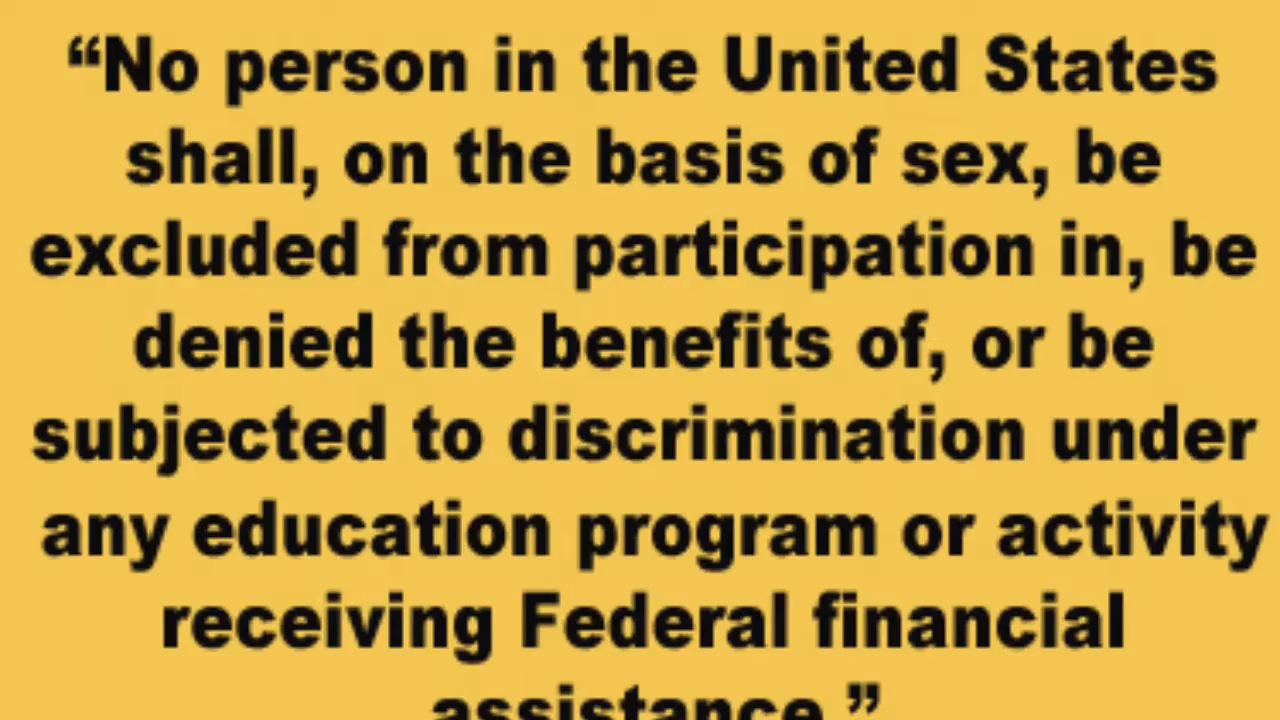 “No person in the United States
shall, on the basis of sex, be
excluded from participation in, be
denied the benefits of, or be
subjected to discrimination under
any education program or activity
receiving Federal financial
assistance.”